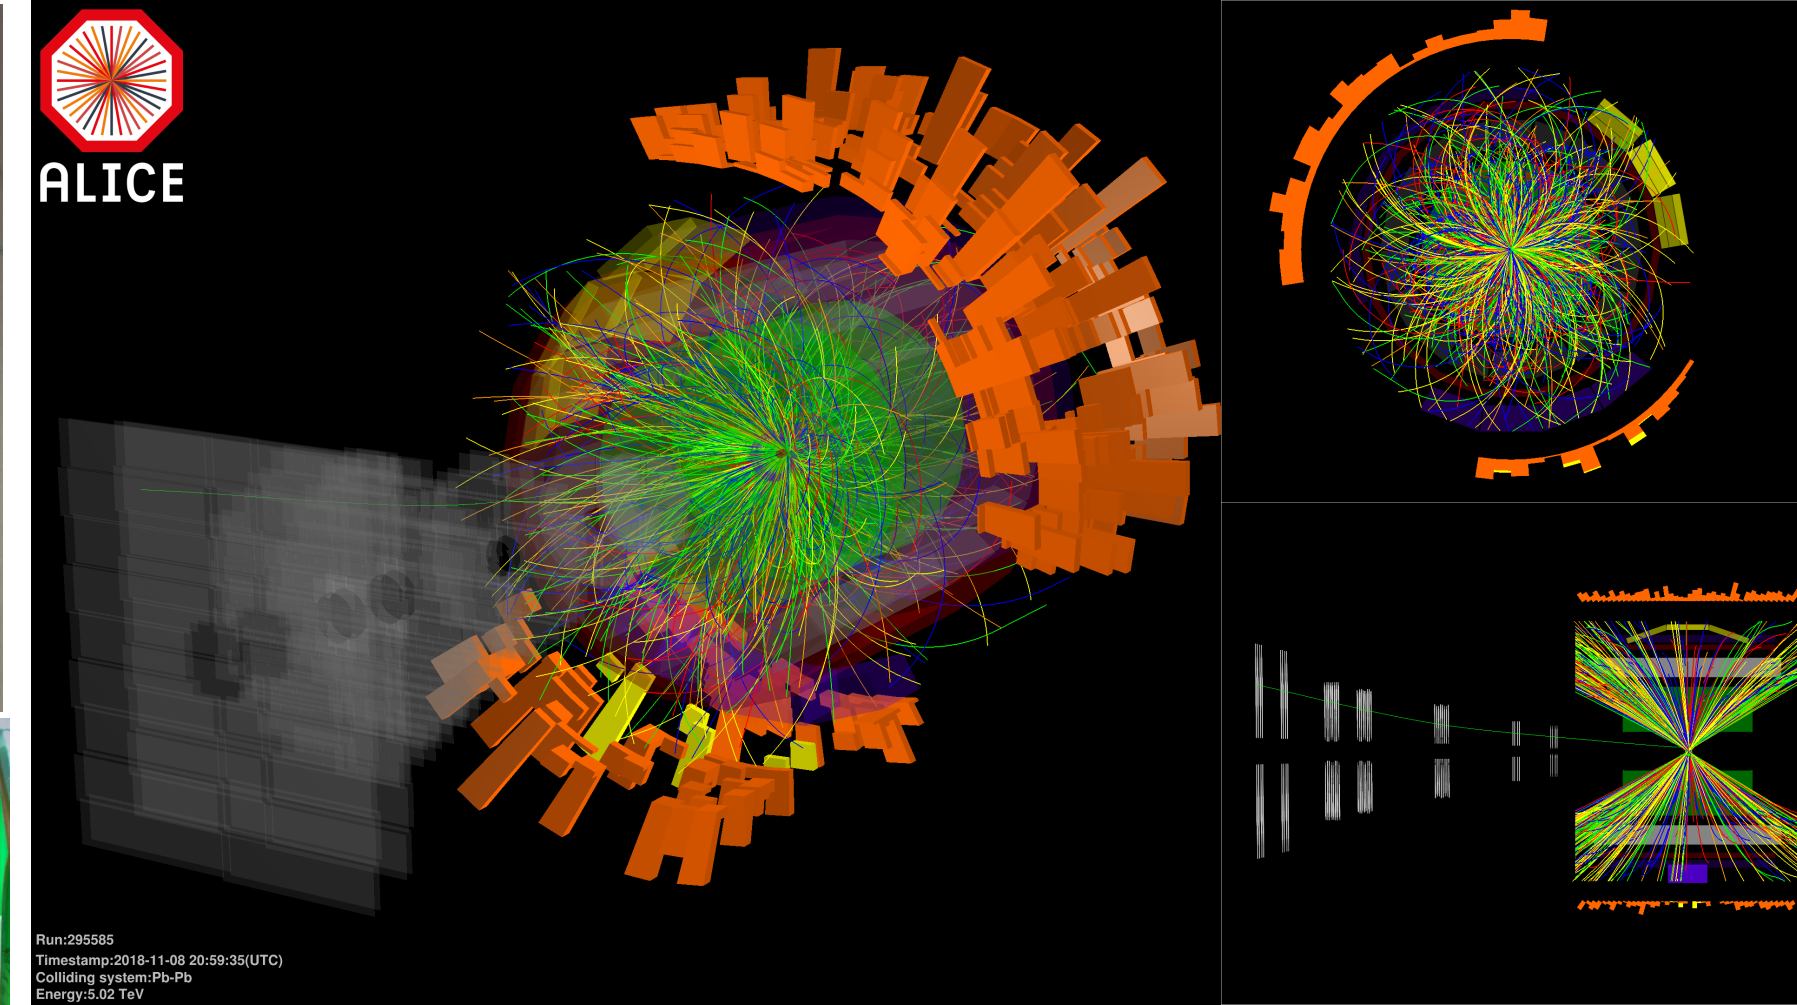 ALICE
Run:295585
Timestamp:2018-11-08 20:59:35(UTC)
Colliding system:Pb-Pb
Energy:5.02 TeV